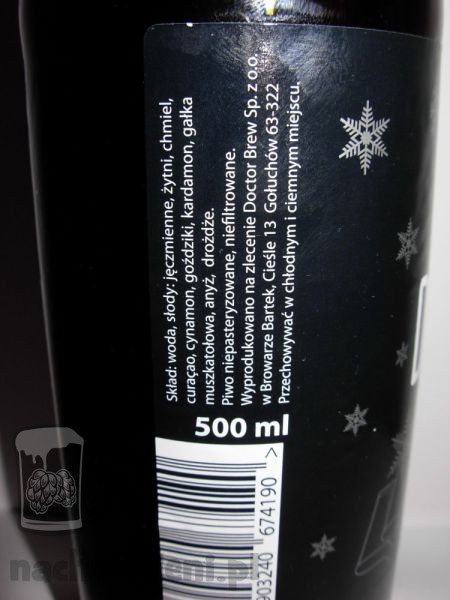 Skład: woda, słody: jęczmienne, żytni, chmiel,
curaçao, cynamon, goździki, kardamon, gałka
muszkatołowa, anyż, drożdże.
Piwo niepasteryzowane, niefiltrowane.
Wyprodukowano na zlecenie Doctor Brew Sp. z o.o.
w Browarze Bartek, Cieśle 13 Gołuchów 63-322
Przechowywać w chłodnym i ciemnym miejscu.
500 ml
903240 674190 >